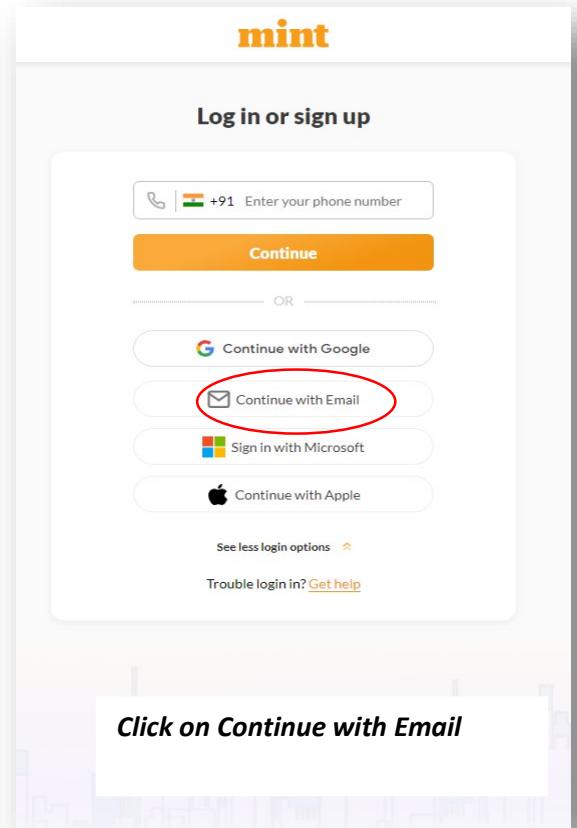 mint
Log in or sign up
+91 Enter your phone number
Continue
OR
Continue with Google
Continue with Email
Sign in with Microsoft
Continue with Apple
See less login options
Trouble login in? Get help
Click on Continue with Email